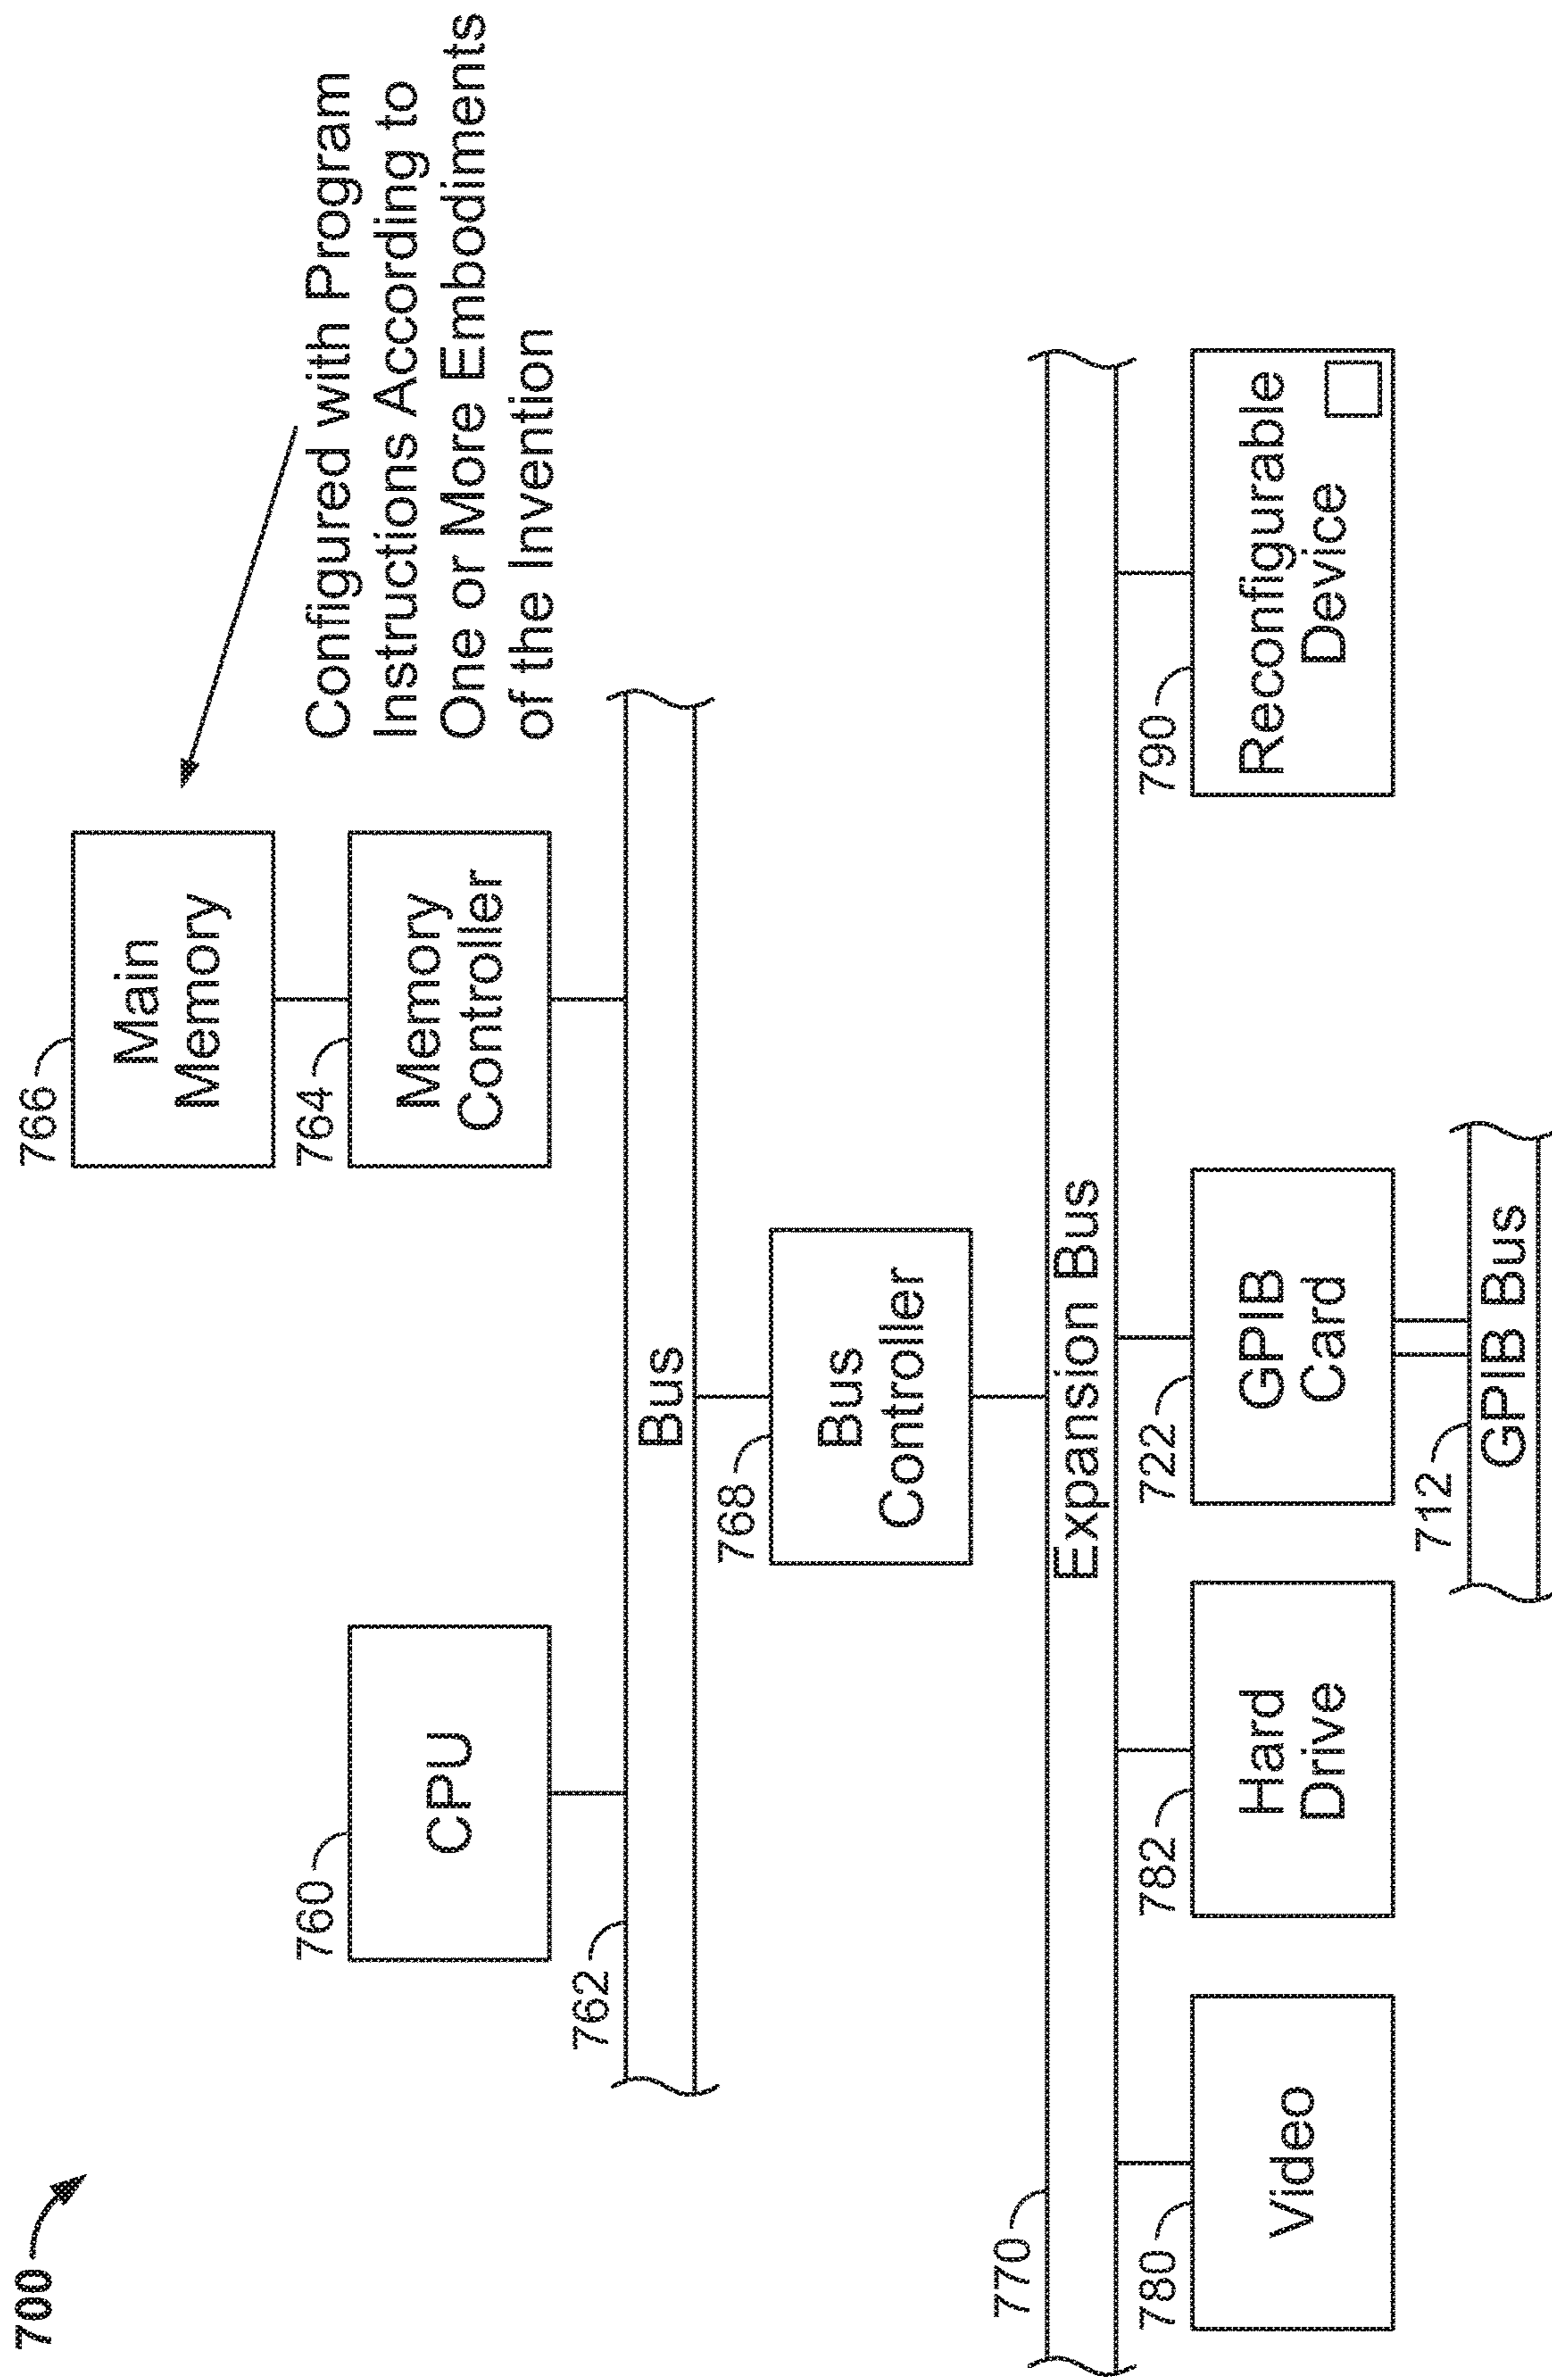 700
766
Main
Memory
Configured with Program
Instructions According to
One or More Embodiments
of the Invention
760
CPU
764
Memory
Controller
762
Bus
768
Bus
Controller
770
Expansion Bus
780
Video
782
Hard
Drive
722
GPIB
Card
790
Reconfigurable
Device
712
GPIB Bus